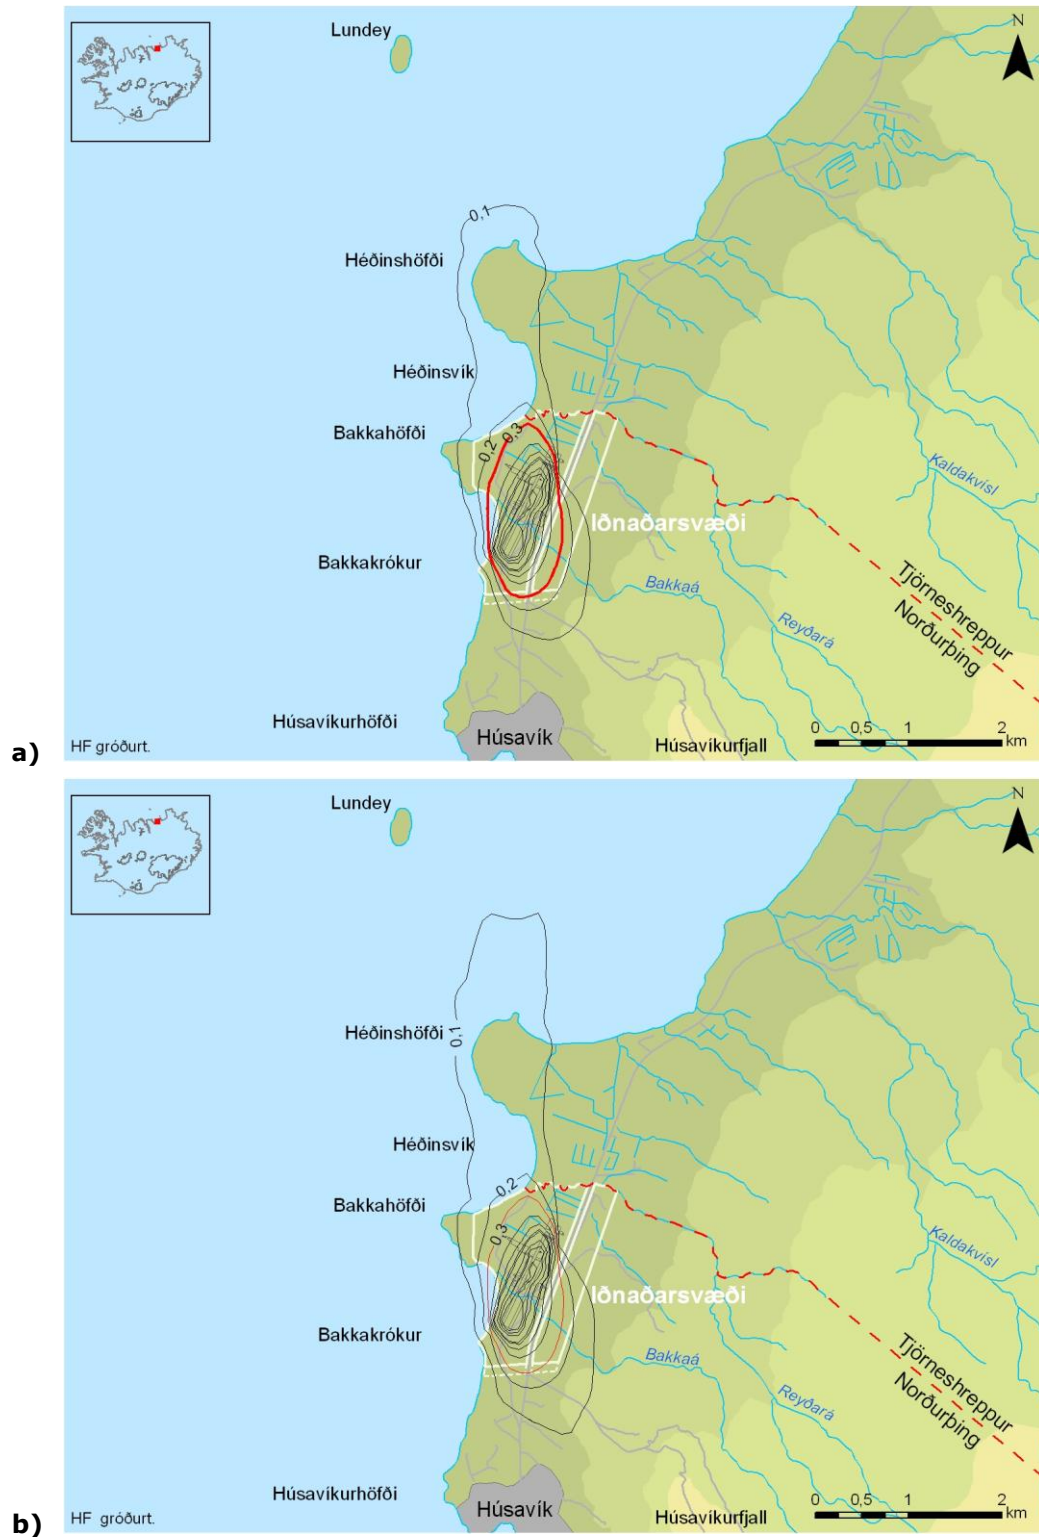 Lundey
N
0,1
Héðinshöfði
Héðinsvík
Bakkahöfði
0,2
0,3
Kaldakvísl
Iðnaðarsvæði
Bakkakrókur
Bakkaá
Reyðará
Tjörneshreppur
Norðurþing
Húsavíkurhöfði
Húsavík
Húsavíkurfjall
0 0,5 1 2
km
HF gróðurt.
a)
Lundey
N
0,1
Héðinshöfði
Héðinsvík
0,2
Bakkahöfði
0,3
Kaldakvísl
Iðnaðarsvæði
Bakkakrókur
Bakkaá
Reyðará
Tjörneshreppur
Norðurþing
Húsavíkurhöfði
Húsavík
Húsavíkurfjall
0 0,5 1 2
km
HF gróðurt.
b)